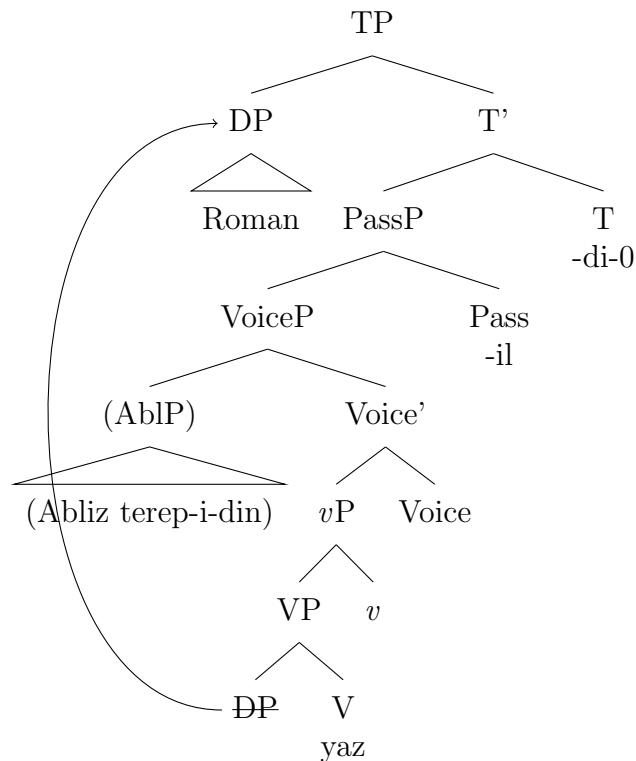 TP
DP T'
Roman PassP T
-di-0
VoiceP Pass
-il
(AblP) Voice'
(Abliz terep-i-din) vP Voice
VP v
DP V
yaz